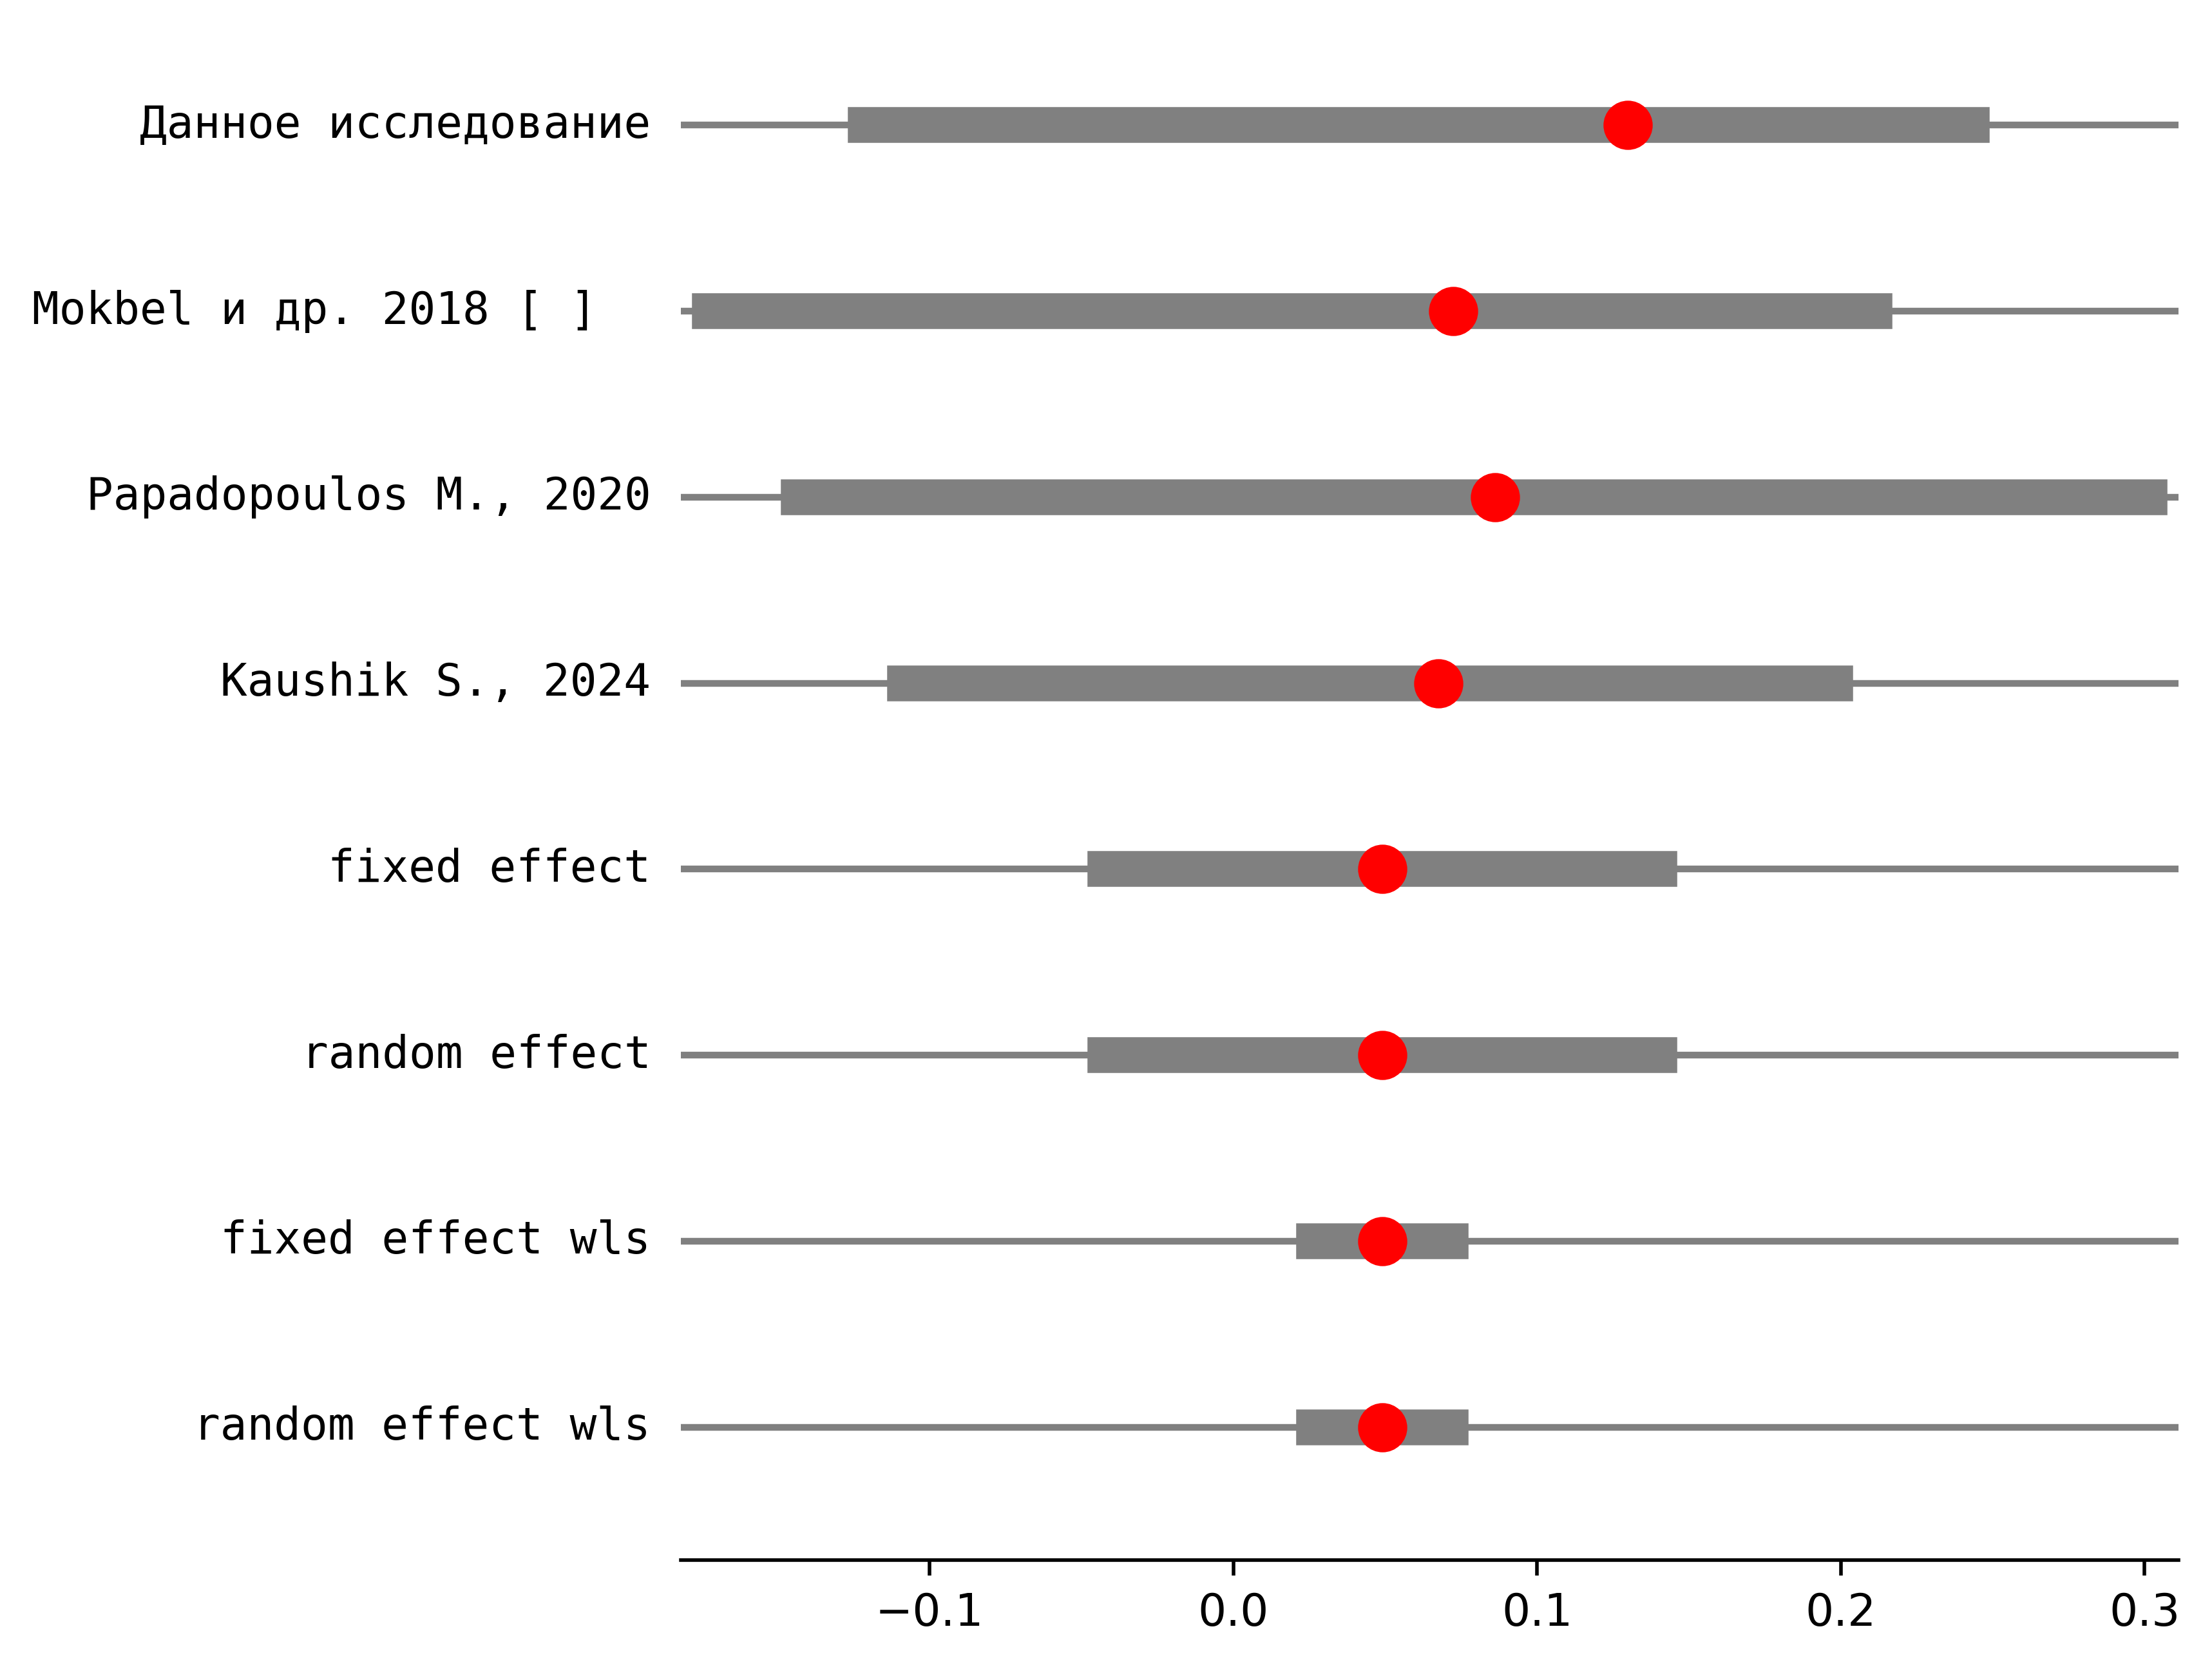 Данное исследование
Mokbel и др. 2018 [ ]
Papadopoulos M., 2020
Kaushik S., 2024
fixed effect
random effect
fixed effect wls
random effect wls
−0.1 0.0 0.1 0.2 0.3